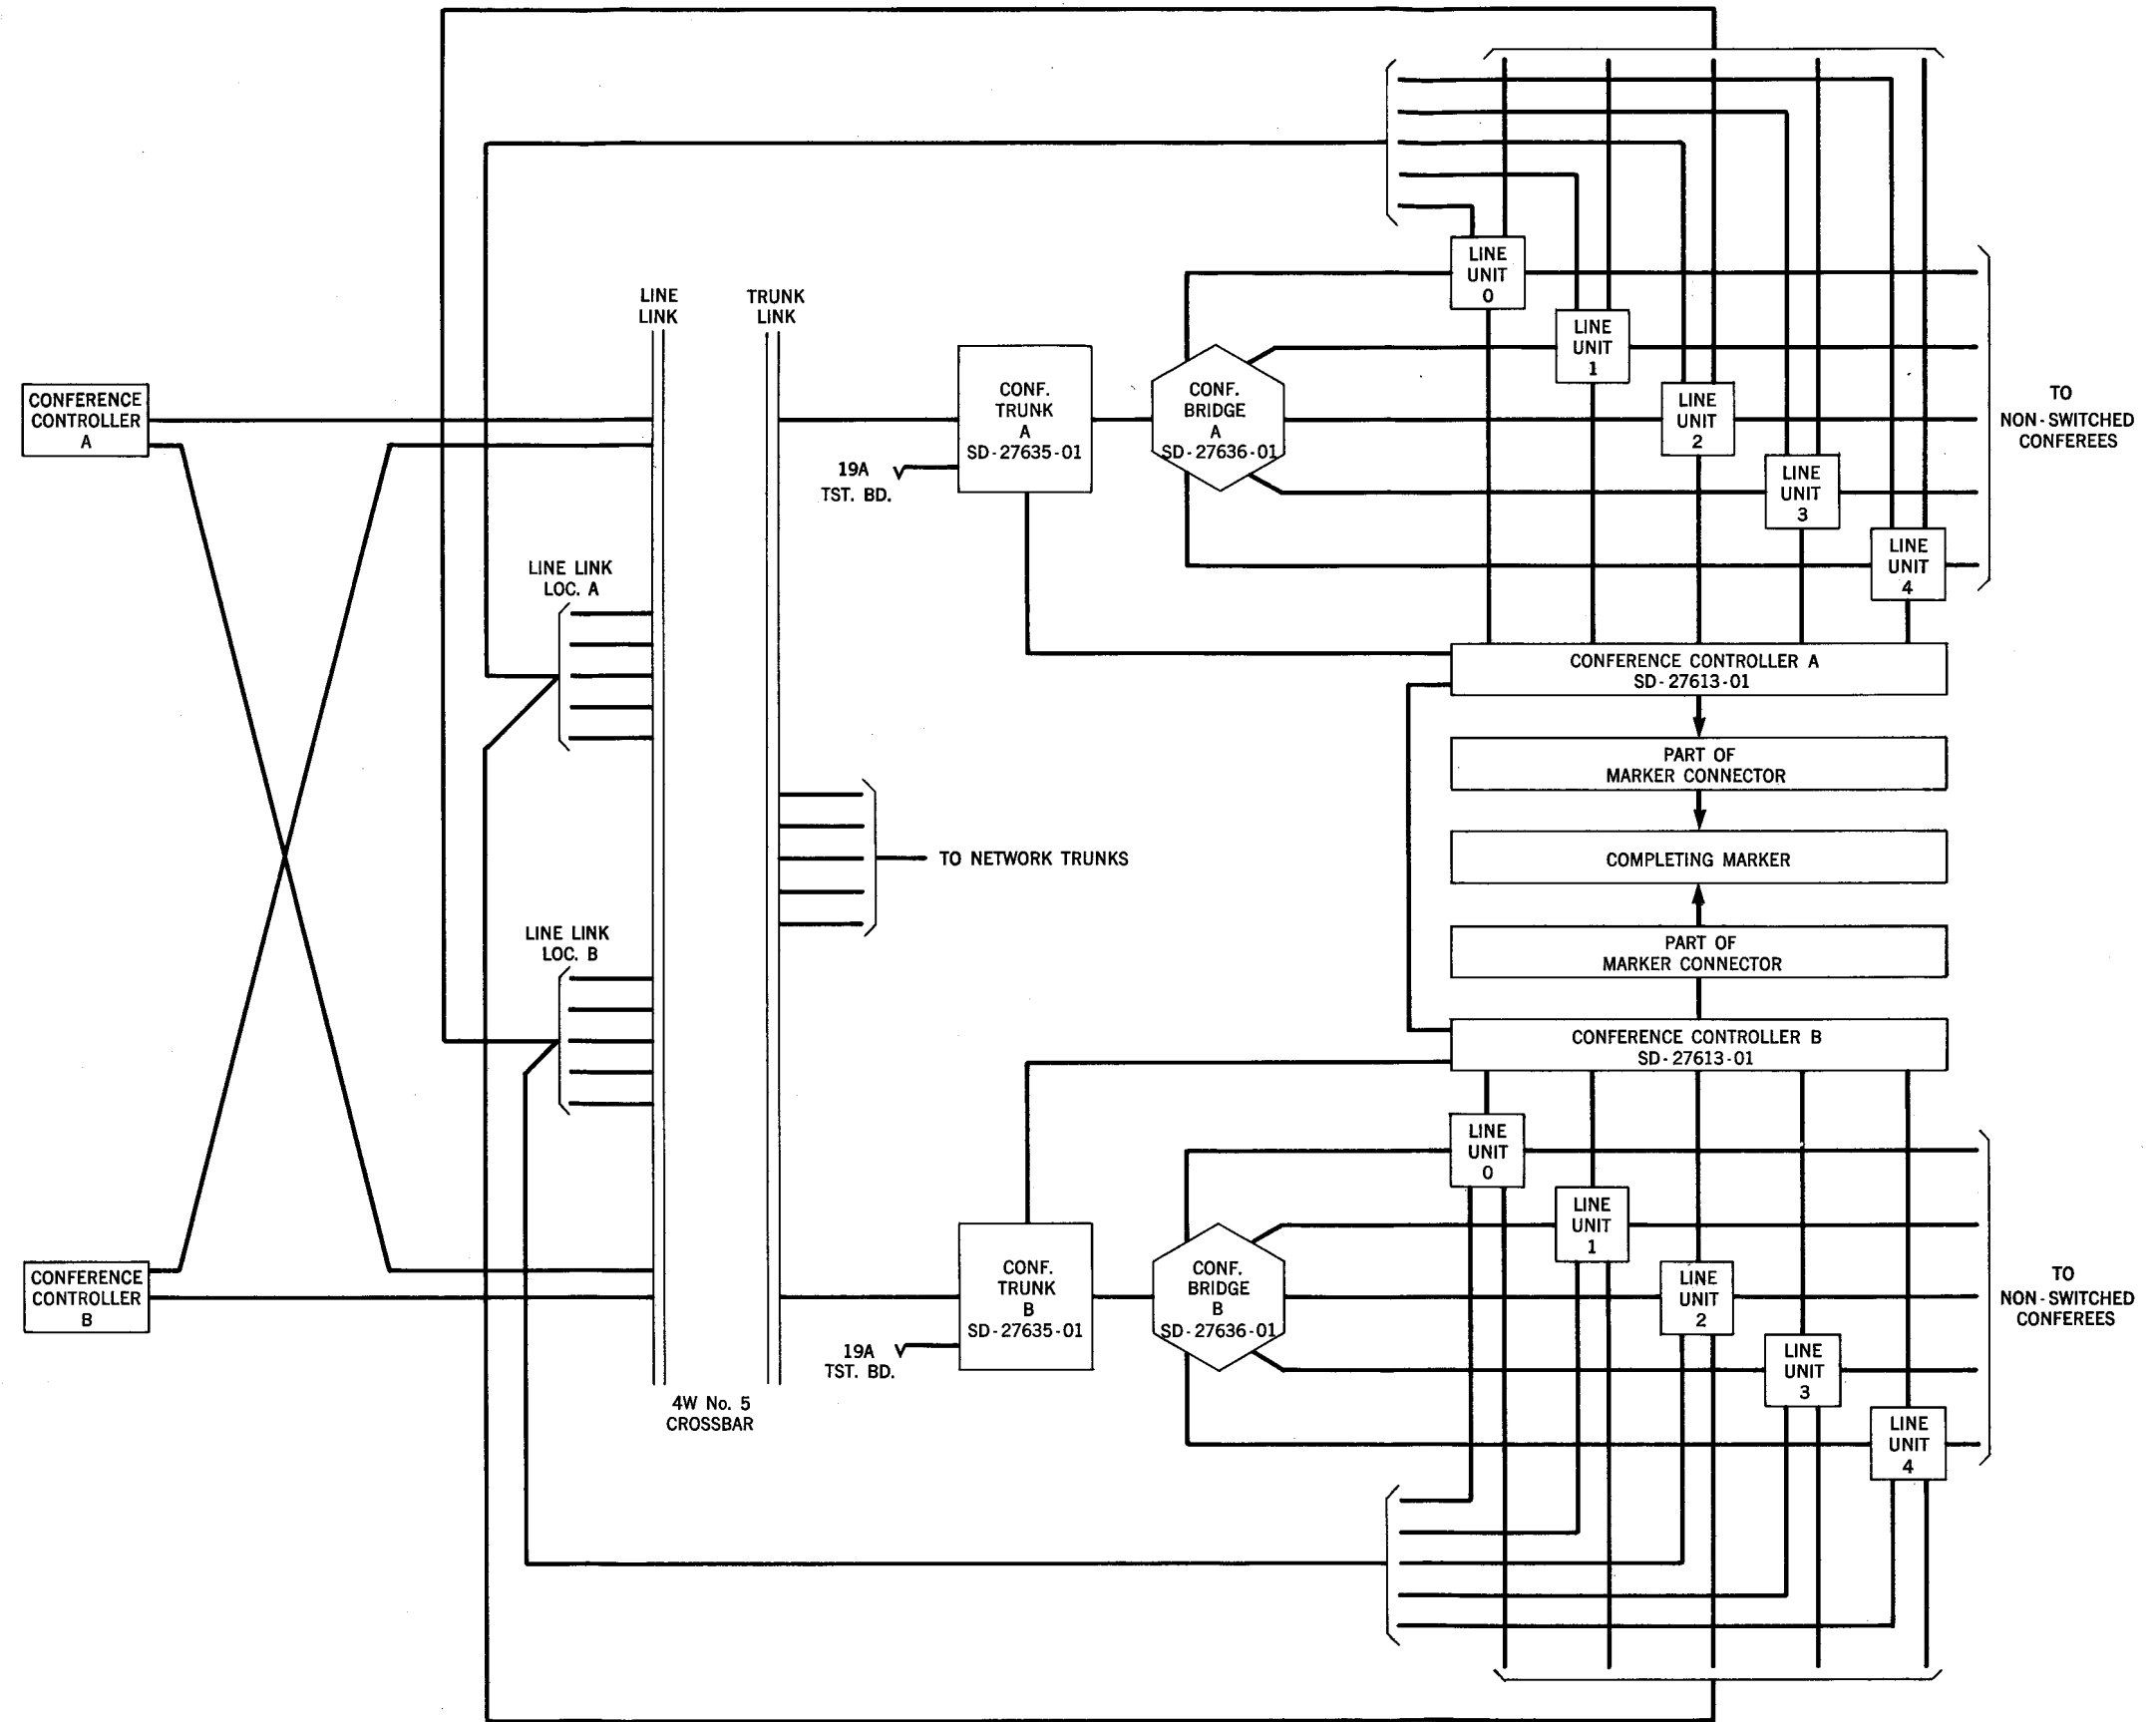 LINE
UNIT
0
LINE
LINK
TRUNK
LINK
LINE
UNIT
1
CONFERENCE
CONTROLLER
A
CONF.
TRUNK
A
SD-27635-01
CONF.
BRIDGE
A
SD-27636-01
LINE
UNIT
2
TO
NON-SWITCHED
CONFEREES
19A
TST. BD.
LINE
UNIT
3
LINE LINK
LOC. A
LINE
UNIT
4
CONFERENCE CONTROLLER A
SD-27613-01
PART OF
MARKER CONNECTOR
TO NETWORK TRUNKS
COMPLETING MARKER
LINE LINK
LOC. B
PART OF
MARKER CONNECTOR
CONFERENCE CONTROLLER B
SD-27613-01
LINE
UNIT
0
LINE
UNIT
1
CONFERENCE
CONTROLLER
B
CONF.
TRUNK
B
SD-27635-01
CONF.
BRIDGE
B
SD-27636-01
LINE
UNIT
2
TO
NON-SWITCHED
CONFEREES
19A
TST. BD.
LINE
UNIT
3
4W No. 5
CROSSBAR
LINE
UNIT
4